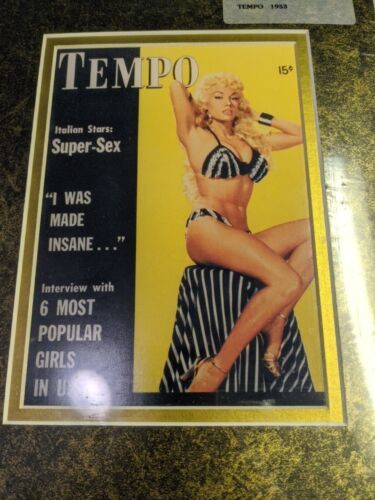 TEMPO 1953
TEMPO
15¢
Italian Stars:
Super-Sex
"I WAS
MADE
INSANE..."
Interview with
6 MOST
POPULAR
GIRLS
IN